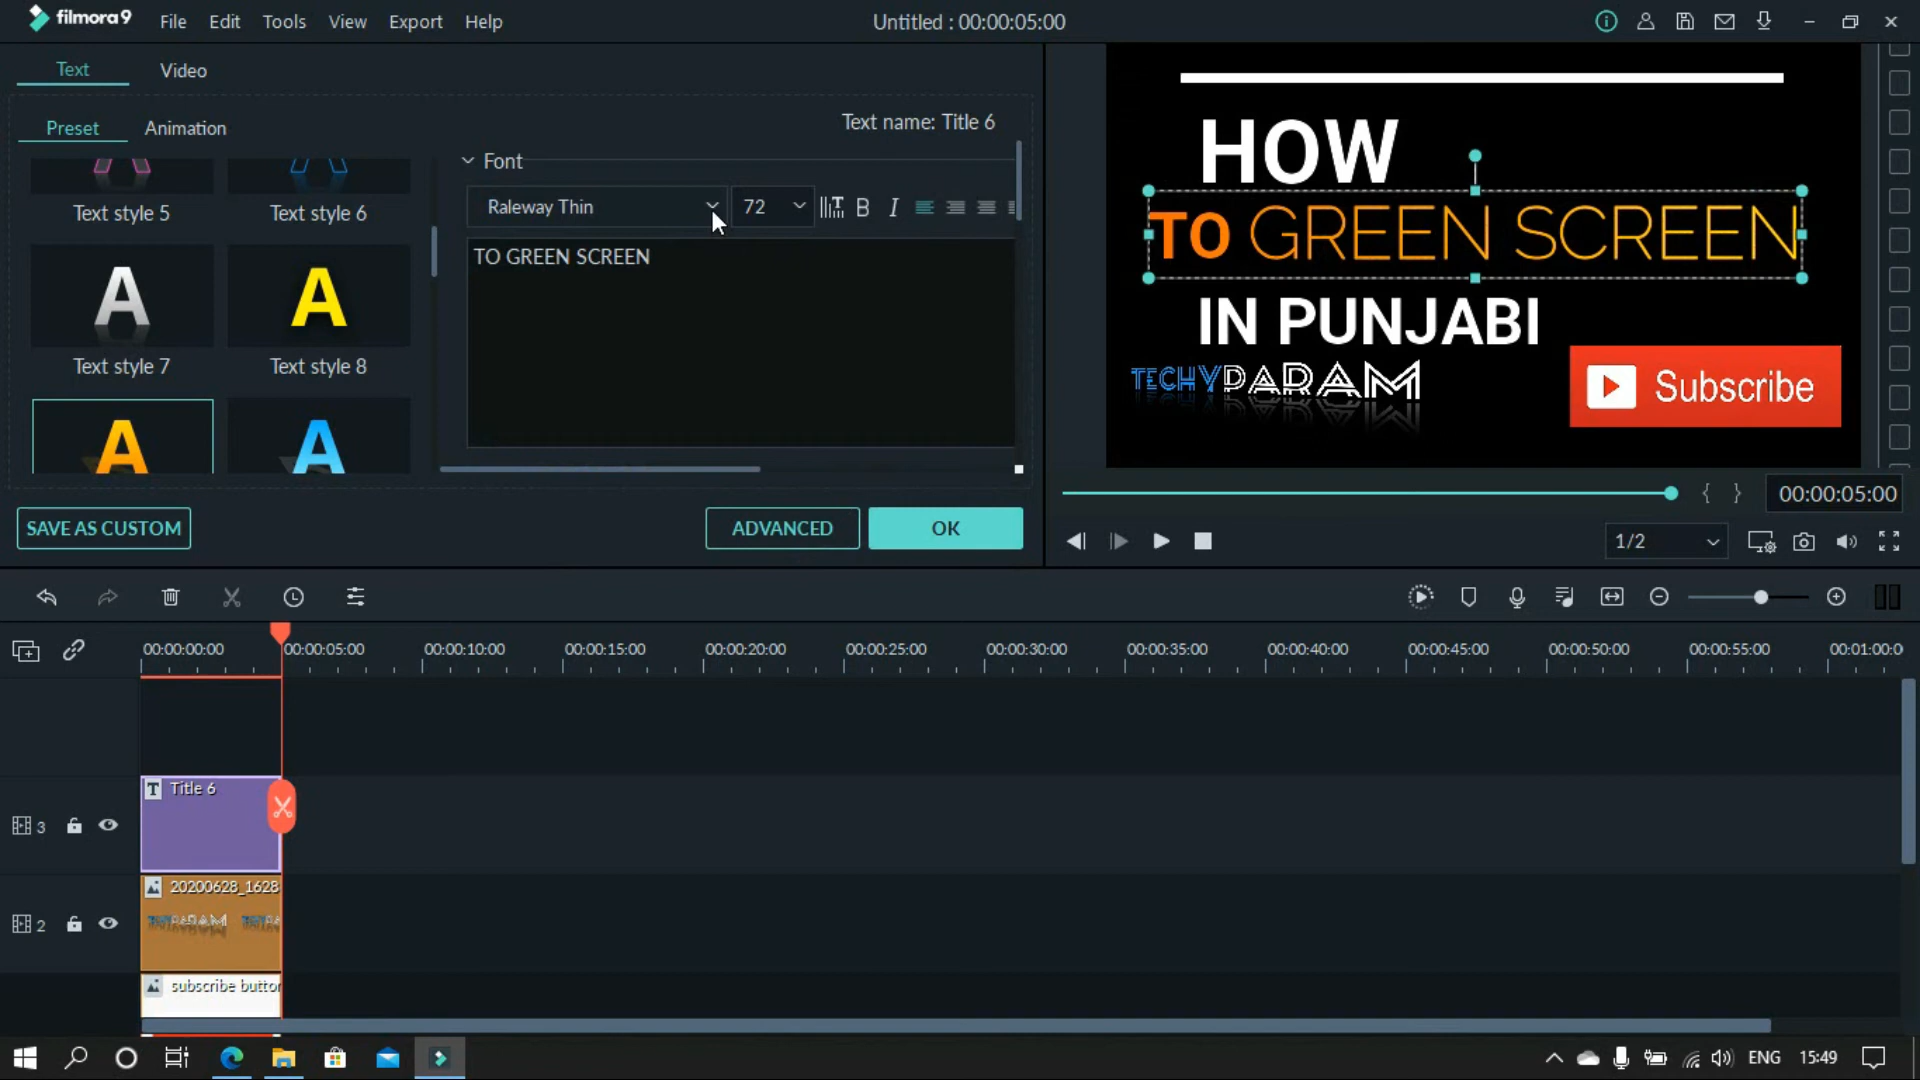 filmora9 File Edit Tools View Export Help Untitled : 00:00:05:00
Text Video
Preset Animation Text name: Title 6
Font
Raleway Thin 72 B I
TO GREEN SCREEN
Text style 5 Text style 6
A A
Text style 7 Text style 8
A A
SAVE AS CUSTOM ADVANCED OK
HOW
TO GREEN SCREEN
IN PUNJABI
TECHYPARAM
Subscribe
{ } 00:00:05:00
1/2
00:00:00:00 00:00:05:00 00:00:10:00 00:00:15:00 00:00:20:00 00:00:25:00 00:00:30:00 00:00:35:00 00:00:40:00 00:00:45:00 00:00:50:00 00:00:55:00 00:01:00:0
T Title 6
3
20200628_1628
TECHYPARAM
2
subscribe button
ENG 15:49